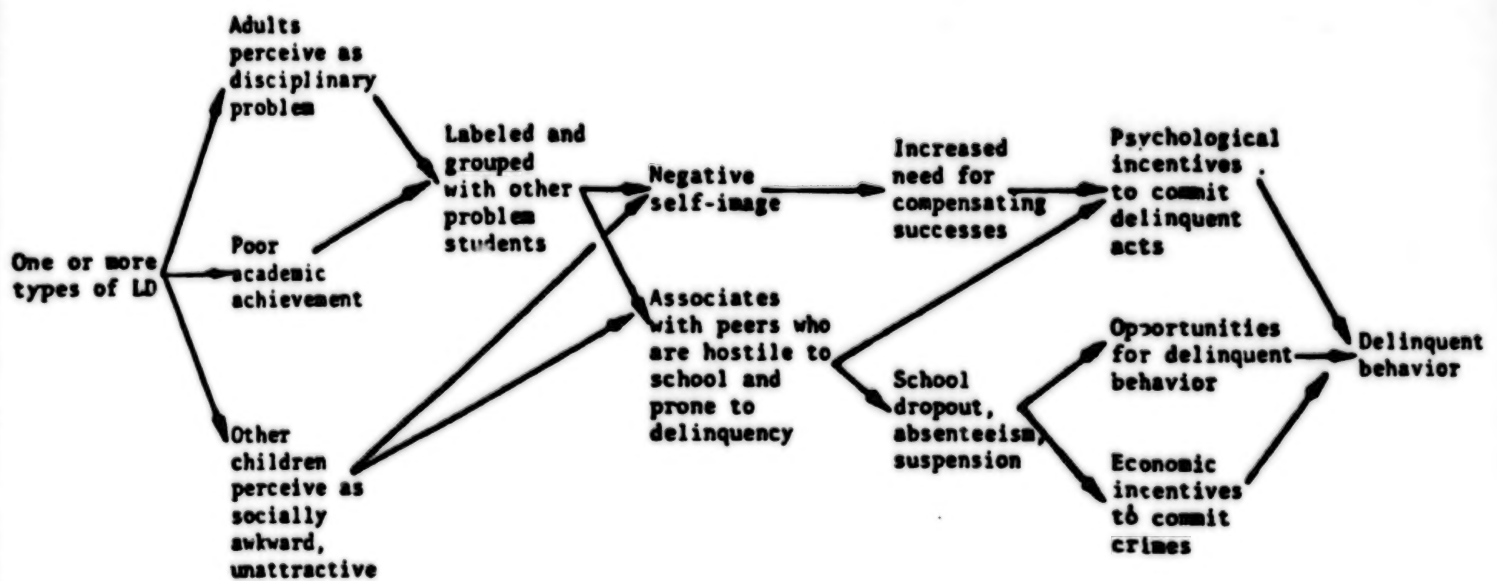 Adults
perceive as
disciplinary
problem
Labeled and
grouped
with other
problem
students
Negative
self-image
Increased
need for
compensating
successes
Psychological
incentives
to commit
delinquent
acts
One or more
types of LD
Poor
academic
achievement
Associates
with peers who
are hostile to
school and
prone to
delinquency
School
dropout,
absenteeism,
suspension
Opportunities
for delinquent
behavior
Delinquent
behavior
Other
children
perceive as
socially
awkward,
unattractive
Economic
incentives
to commit
crimes